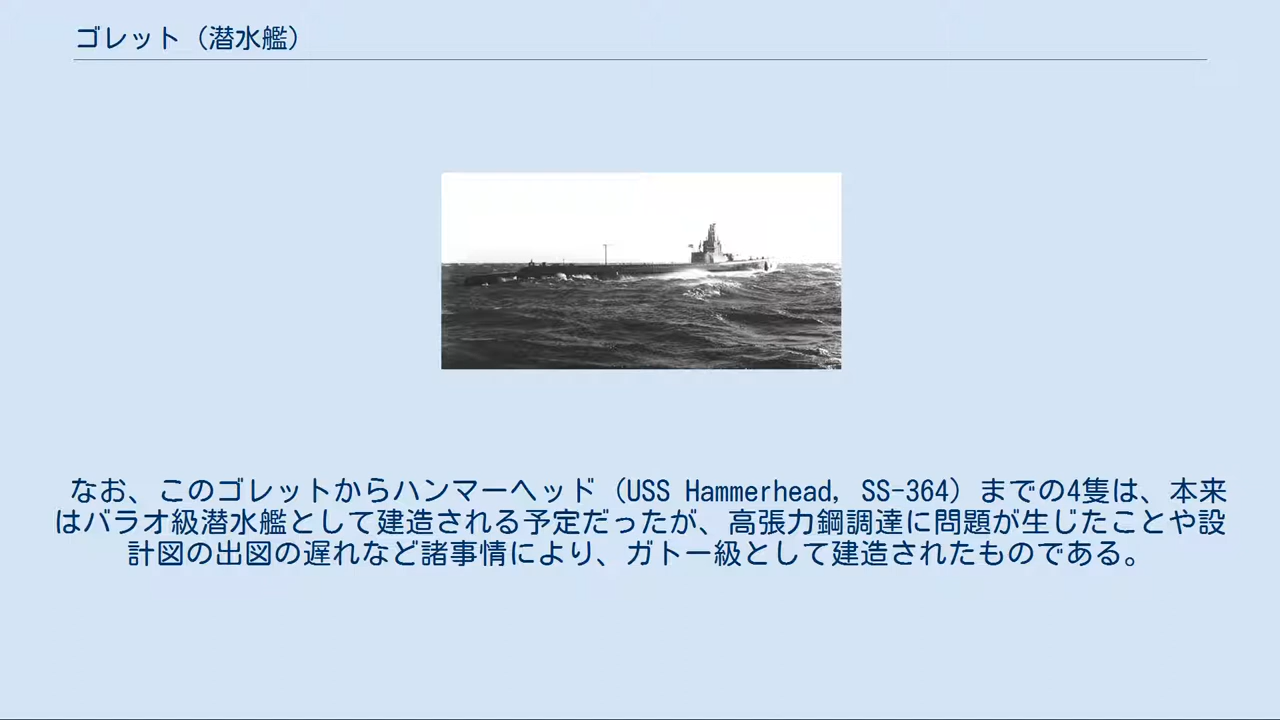 ゴレット（潜水艦）
なお、このゴレットからハンマーヘッド（USS Hammerhead, SS-364）までの4隻は、本来
はバラオ級潜水艦として建造される予定だったが、高張力鋼調達に問題が生じたことや設
計図の出図の遅れなど諸事情により、ガトー級として建造されたものである。